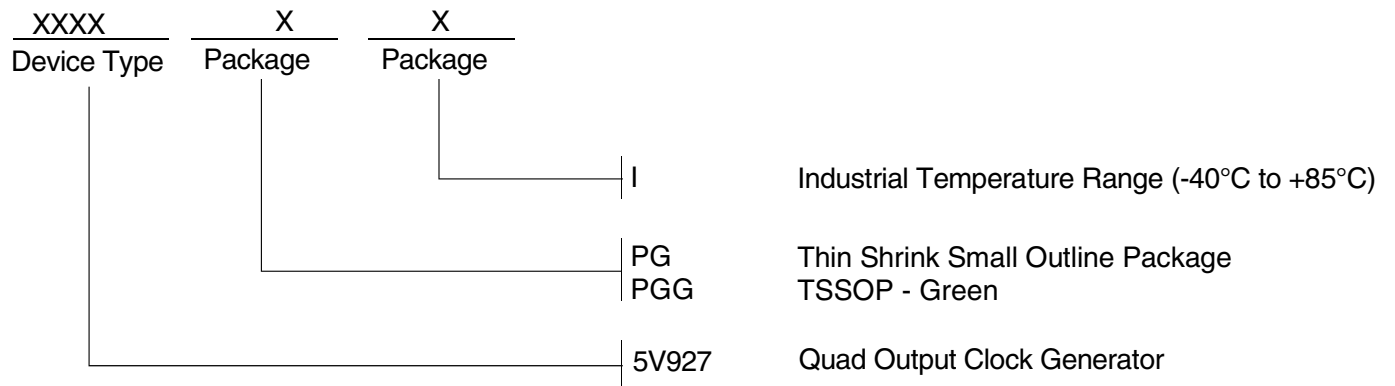 XXXX X X
Device Type Package Package
I Industrial Temperature Range (-40°C to +85°C)
PG Thin Shrink Small Outline Package
PGG TSSOP - Green
5V927 Quad Output Clock Generator